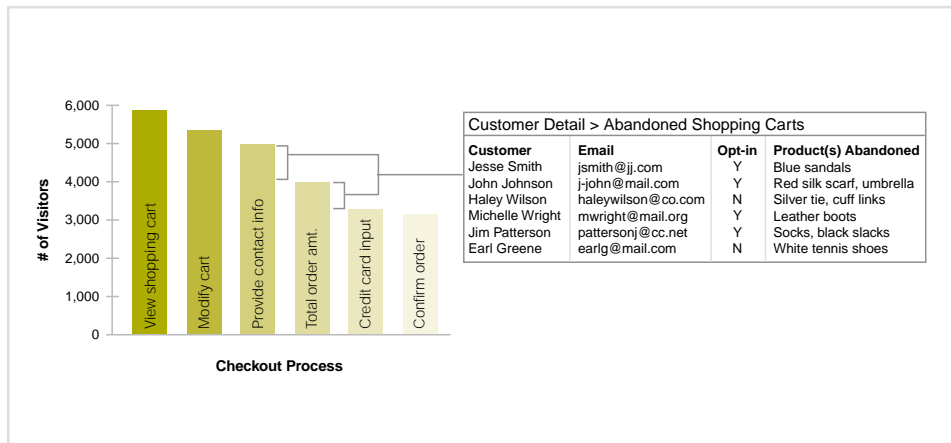 # of Visitors
6,000
5,000
4,000
3,000
2,000
1,000
0
View shopping cart
Modify cart
Provide contact info
Total order amt.
Credit card input
Confirm order
Checkout Process
Customer Detail > Abandoned Shopping Carts
Customer Email Opt-in Product(s) Abandoned
Jesse Smith jsmith@jj.com Y Blue sandals
John Johnson j-john@mail.com Y Red silk scarf, umbrella
Haley Wilson haleywilson@co.com N Silver tie, cuff links
Michelle Wright mwright@mail.org Y Leather boots
Jim Patterson pattersonj@cc.net Y Socks, black slacks
Earl Greene earlg@mail.com N White tennis shoes